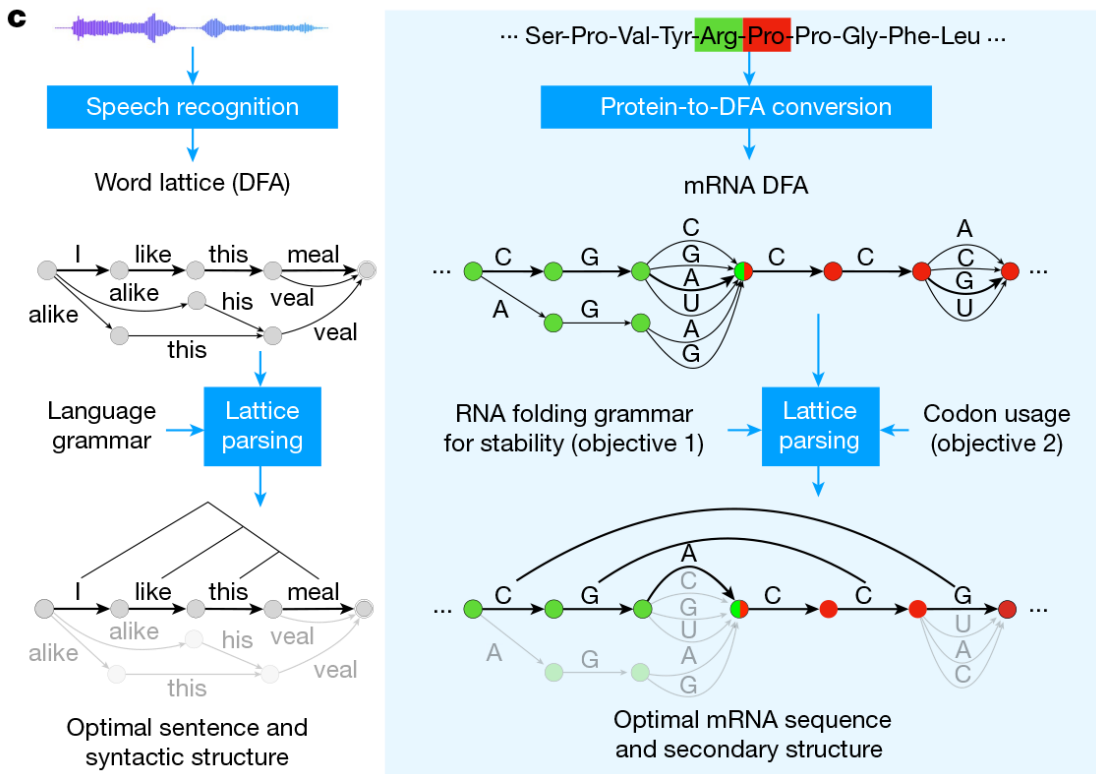 c
Speech recognition
Word lattice (DFA)
I like this meal
alike his veal
alike this veal
Language
grammar
Lattice
parsing
I like this meal
alike his veal
alike this veal
Optimal sentence and
syntactic structure
··· Ser-Pro-Val-Tyr-Arg-Pro-Pro-Gly-Phe-Leu ···
Protein-to-DFA conversion
mRNA DFA
C A
G C
··· C G A C C G ···
U U
A G A
G
RNA folding grammar
for stability (objective 1)
Lattice
parsing
Codon usage
(objective 2)
A
··· C G C C C G ···
G U
U A
A G A C
G
Optimal mRNA sequence
and secondary structure